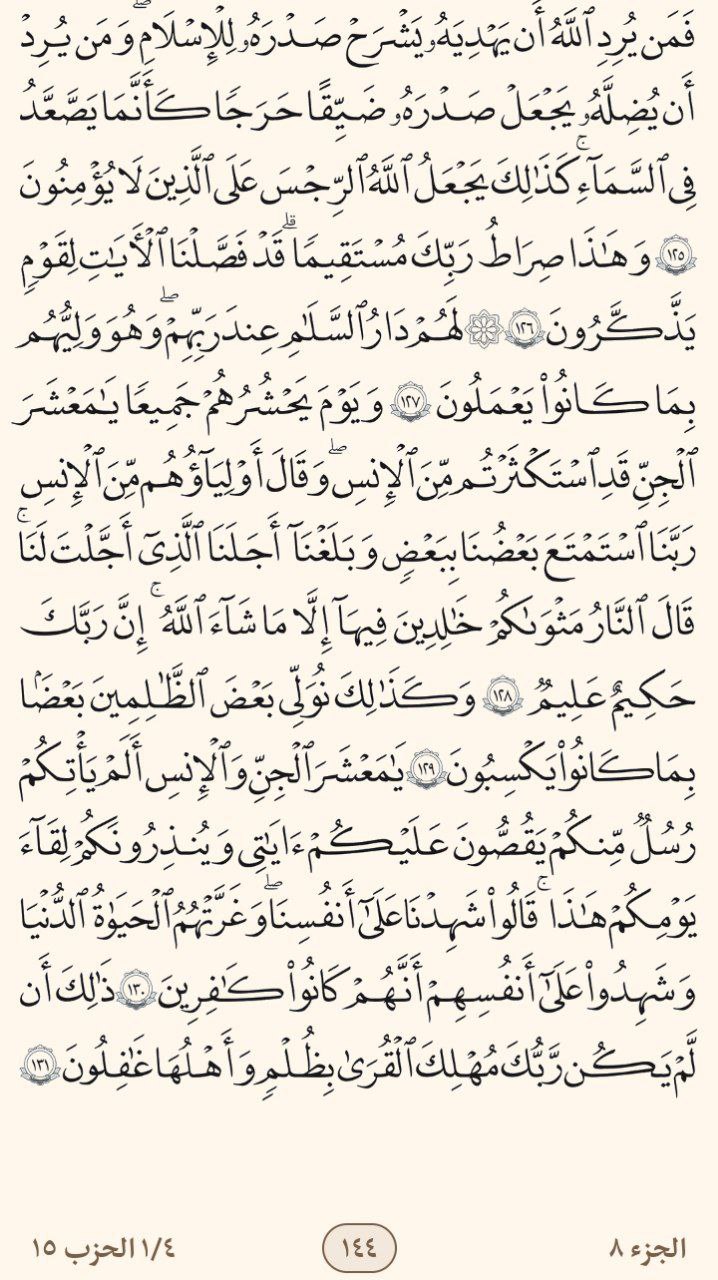 فَمَن يُرِدِ ٱللَّهُ أَن يَهْدِيَهُۥ يَشْرَحْ صَدْرَهُۥ لِلْإِسْلَٰمِ ۖ وَمَن يُرِدْ
أَن يُضِلَّهُۥ يَجْعَلْ صَدْرَهُۥ ضَيِّقًا حَرَجًا كَأَنَّمَا يَصَّعَّدُ
فِى ٱلسَّمَآءِ ۚ كَذَٰلِكَ يَجْعَلُ ٱللَّهُ ٱلرِّجْسَ عَلَى ٱلَّذِينَ لَا يُؤْمِنُونَ
١٢٥ وَهَٰذَا صِرَٰطُ رَبِّكَ مُسْتَقِيمًا ۗ قَدْ فَصَّلْنَا ٱلْءَايَٰتِ لِقَوْمٍ
يَذَّكَّرُونَ ١٢٦ ۞ لَهُمْ دَارُ ٱلسَّلَٰمِ عِندَ رَبِّهِمْ ۖ وَهُوَ وَلِيُّهُم
بِمَا كَانُوا۟ يَعْمَلُونَ ١٢٧ وَيَوْمَ يَحْشُرُهُمْ جَمِيعًا يَٰمَعْشَرَ
ٱلْجِنِّ قَدِ ٱسْتَكْثَرْتُم مِّنَ ٱلْإِنسِ ۖ وَقَالَ أَوْلِيَآؤُهُم مِّنَ ٱلْإِنسِ
رَبَّنَا ٱسْتَمْتَعَ بَعْضُنَا بِبَعْضٍ وَبَلَغْنَآ أَجَلَنَا ٱلَّذِىٓ أَجَّلْتَ لَنَا ۚ
قَالَ ٱلنَّارُ مَثْوَىٰكُمْ خَٰلِدِينَ فِيهَآ إِلَّا مَا شَآءَ ٱللَّهُ ۚ إِنَّ رَبَّكَ
حَكِيمٌ عَلِيمٌ ١٢٨ وَكَذَٰلِكَ نُوَلِّى بَعْضَ ٱلظَّٰلِمِينَ بَعْضًۢا
بِمَا كَانُوا۟ يَكْسِبُونَ ١٢٩ يَٰمَعْشَرَ ٱلْجِنِّ وَٱلْإِنسِ أَلَمْ يَأْتِكُمْ
رُسُلٌ مِّنكُمْ يَقُصُّونَ عَلَيْكُمْ ءَايَٰتِى وَيُنذِرُونَكُمْ لِقَآءَ
يَوْمِكُمْ هَٰذَا ۚ قَالُوا۟ شَهِدْنَا عَلَىٰٓ أَنفُسِنَا ۖ وَغَرَّتْهُمُ ٱلْحَيَوٰةُ ٱلدُّنْيَا
وَشَهِدُوا۟ عَلَىٰٓ أَنفُسِهِمْ أَنَّهُمْ كَانُوا۟ كَٰفِرِينَ ١٣٠ ذَٰلِكَ أَن
لَّمْ يَكُن رَّبُّكَ مُهْلِكَ ٱلْقُرَىٰ بِظُلْمٍ وَأَهْلُهَا غَٰفِلُونَ ١٣١
الجزء ٨ ١٤٤ ١/٤ الحزب ١٥